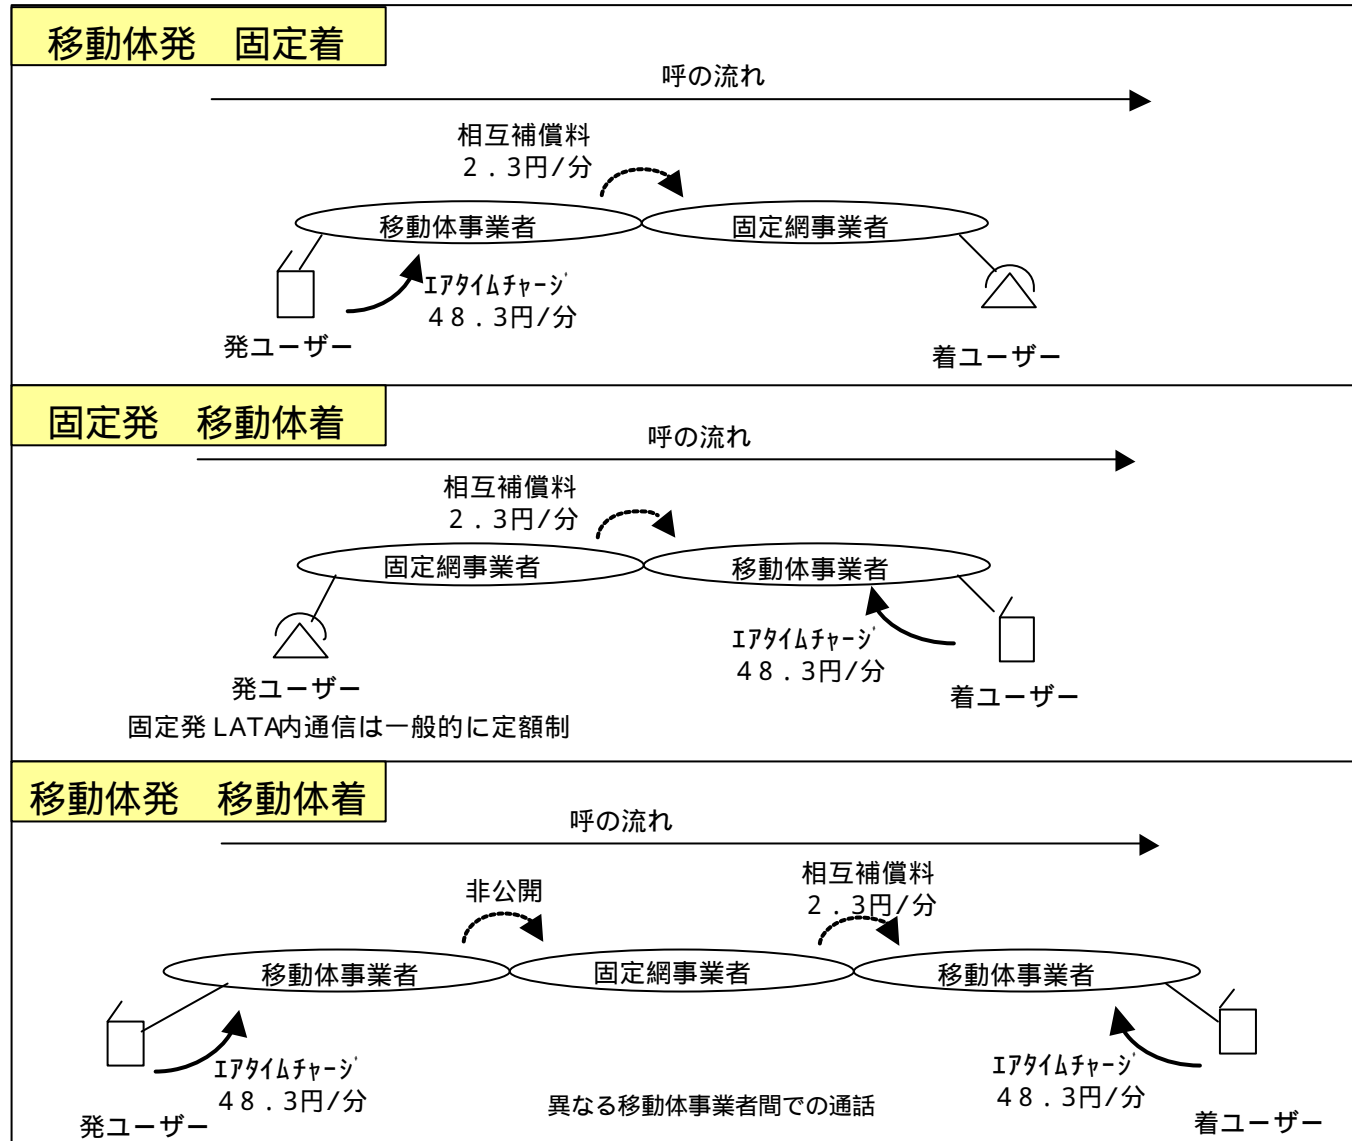 移動体発　固定着
呼の流れ
相互補償料
２．３円/分
移動体事業者
固定網事業者
ｴｱﾀｲﾑﾁｬｰｼﾞ
４８．３円/分
発ユーザー
着ユーザー
固定発　移動体着
呼の流れ
相互補償料
２．３円/分
固定網事業者
移動体事業者
ｴｱﾀｲﾑﾁｬｰｼﾞ
４８．３円/分
発ユーザー
着ユーザー
固定発 LATA内通信は一般的に定額制
移動体発　移動体着
呼の流れ
非公開
相互補償料
２．３円/分
移動体事業者
固定網事業者
移動体事業者
ｴｱﾀｲﾑﾁｬｰｼﾞ
４８．３円/分
ｴｱﾀｲﾑﾁｬｰｼﾞ
４８．３円/分
異なる移動体事業者間での通話
発ユーザー
着ユーザー